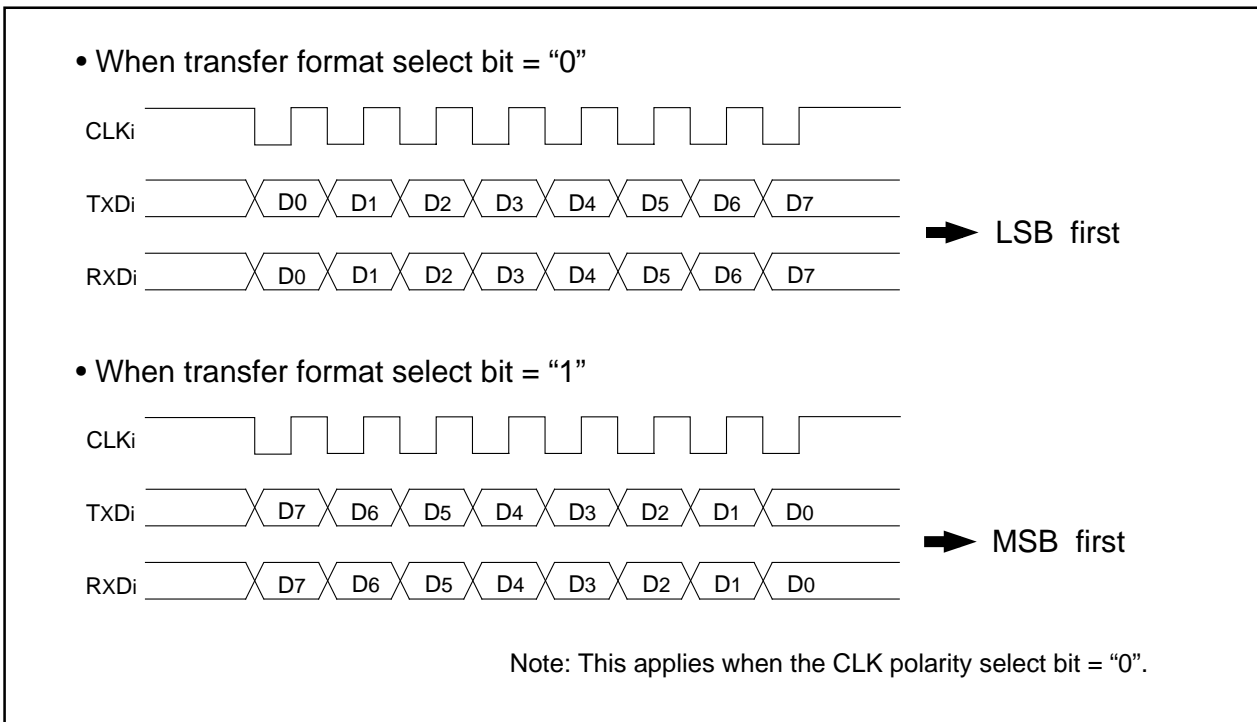 • When transfer format select bit = “0”
CLKi
TXDi D0 D1 D2 D3 D4 D5 D6 D7
LSB first
RXDi D0 D1 D2 D3 D4 D5 D6 D7
• When transfer format select bit = “1”
CLKi
TXDi D7 D6 D5 D4 D3 D2 D1 D0
MSB first
RXDi D7 D6 D5 D4 D3 D2 D1 D0
Note: This applies when the CLK polarity select bit = “0”.